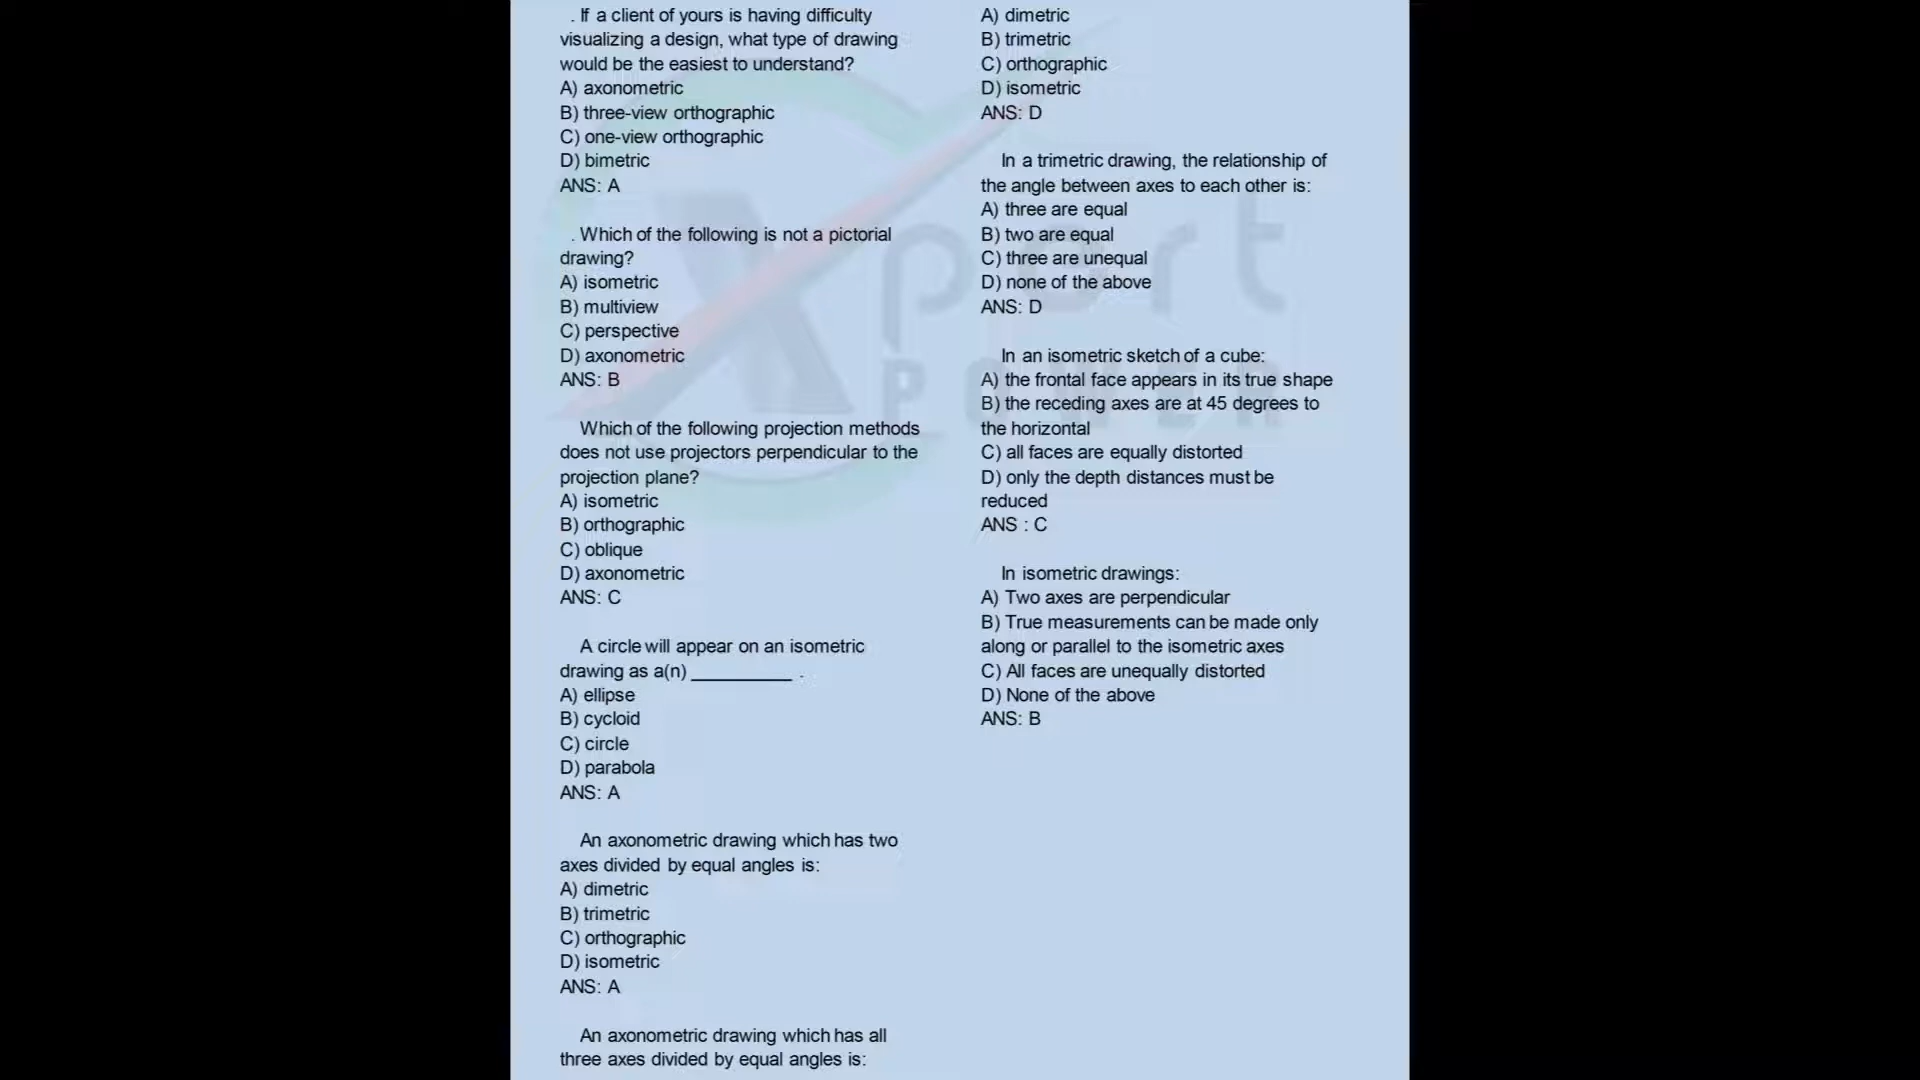 . If a client of yours is having difficulty
visualizing a design, what type of drawing
would be the easiest to understand?
A) axonometric
B) three-view orthographic
C) one-view orthographic
D) bimetric
ANS: A
. Which of the following is not a pictorial
drawing?
A) isometric
B) multiview
C) perspective
D) axonometric
ANS: B
Which of the following projection methods
does not use projectors perpendicular to the
projection plane?
A) isometric
B) orthographic
C) oblique
D) axonometric
ANS: C
A circle will appear on an isometric
drawing as a(n) __________ .
A) ellipse
B) cycloid
C) circle
D) parabola
ANS: A
An axonometric drawing which has two
axes divided by equal angles is:
A) dimetric
B) trimetric
C) orthographic
D) isometric
ANS: A
An axonometric drawing which has all
three axes divided by equal angles is:
A) dimetric
B) trimetric
C) orthographic
D) isometric
ANS: D
In a trimetric drawing, the relationship of
the angle between axes to each other is:
A) three are equal
B) two are equal
C) three are unequal
D) none of the above
ANS: D
In an isometric sketch of a cube:
A) the frontal face appears in its true shape
B) the receding axes are at 45 degrees to
the horizontal
C) all faces are equally distorted
D) only the depth distances must be
reduced
ANS : C
In isometric drawings:
A) Two axes are perpendicular
B) True measurements can be made only
along or parallel to the isometric axes
C) All faces are unequally distorted
D) None of the above
ANS: B
Xpert
POWER